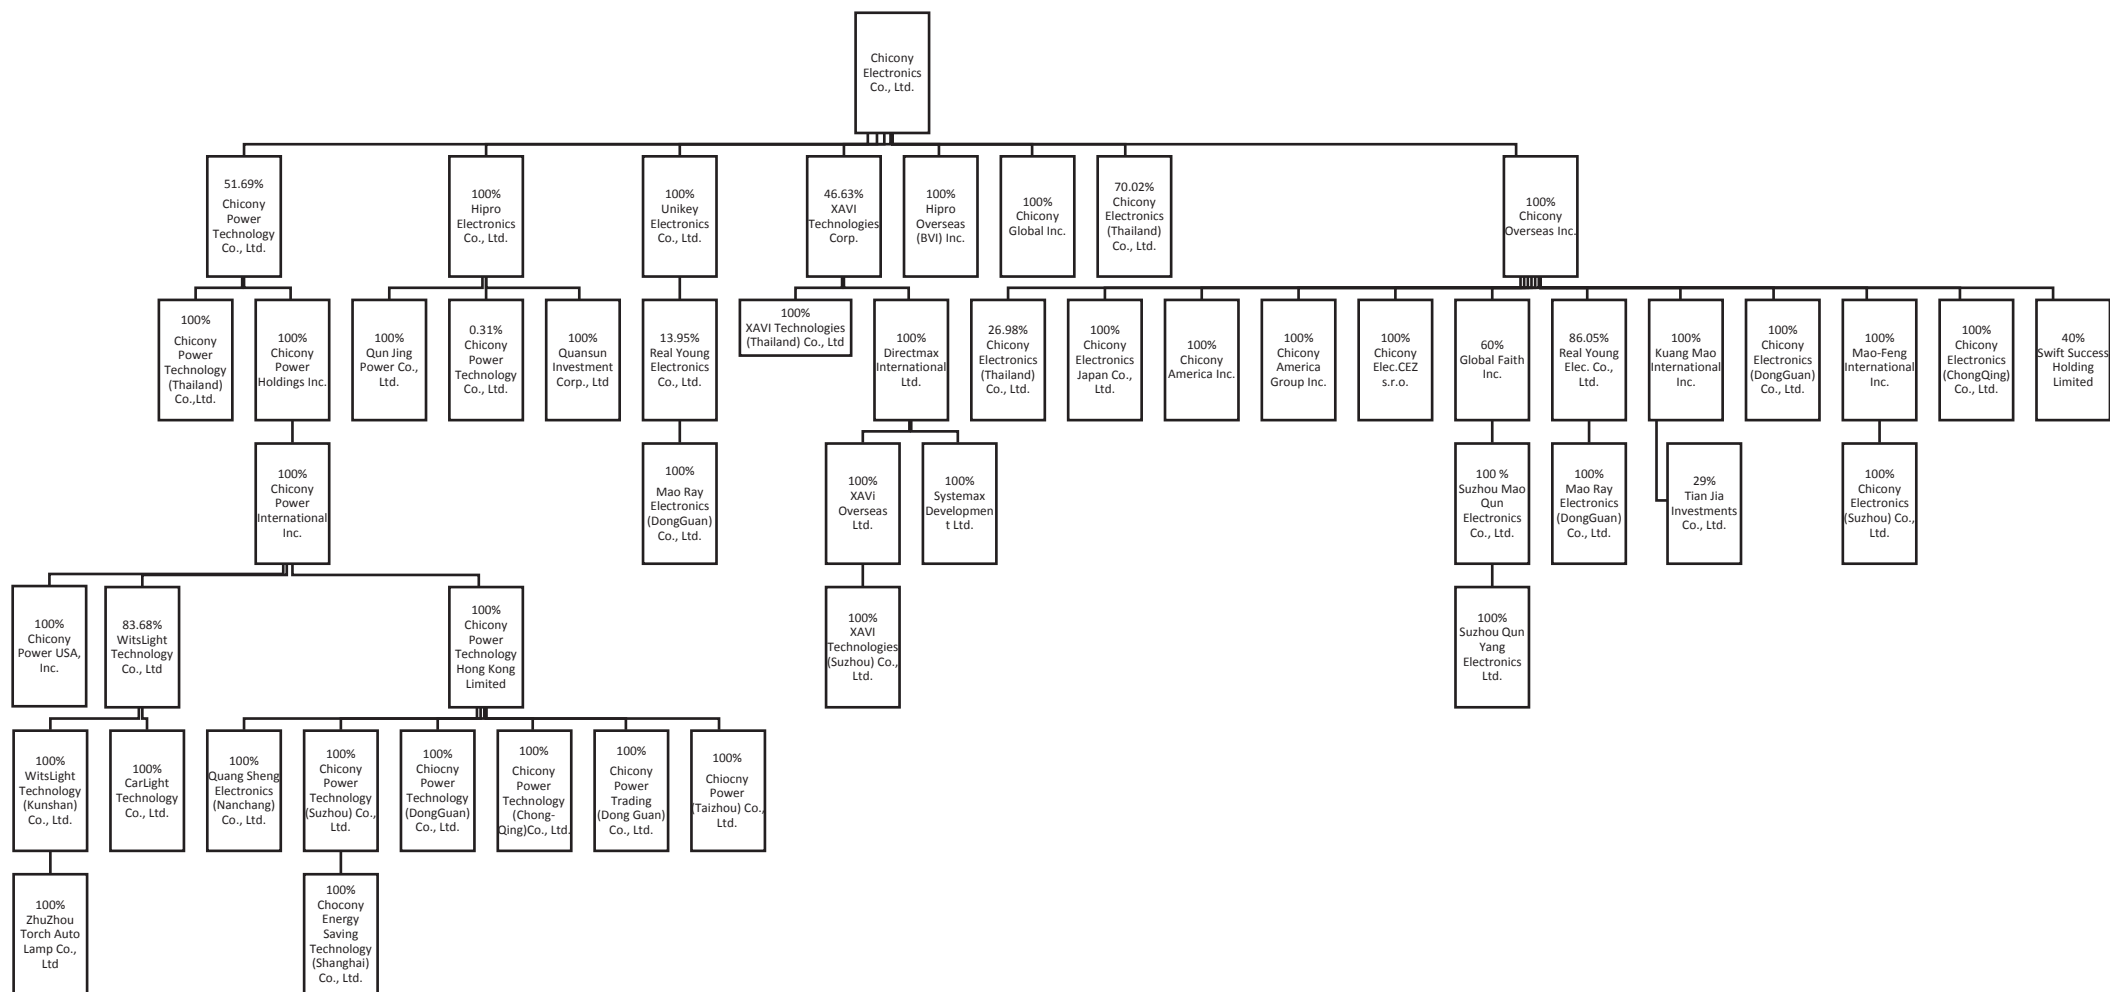 Chicony
Electronics
Co., Ltd.
51.69%
Chicony
Power
Technology
Co., Ltd.
100%
Hipro
Electronics
Co., Ltd.
100%
Unikey
Electronics
Co., Ltd.
46.63%
XAVI
Technologies
Corp.
100%
Hipro
Overseas
(BVI) Inc.
100%
Chicony
Global Inc.
70.02%
Chicony
Electronics
(Thailand)
Co., Ltd.
100%
Chicony
Overseas Inc.
100%
Chicony
Power
Technology
(Thailand)
Co.,Ltd.
100%
Chicony
Power
Holdings Inc.
100%
Qun Jing
Power Co.,
Ltd.
0.31%
Chicony
Power
Technology
Co., Ltd.
100%
Quansun
Investment
Corp., Ltd
13.95%
Real Young
Electronics
Co., Ltd.
100%
XAVI Technologies
(Thailand) Co., Ltd
100%
Directmax
International
Ltd.
26.98%
Chicony
Electronics
(Thailand)
Co., Ltd.
100%
Chicony
Electronics
Japan Co.,
Ltd.
100%
Chicony
America Inc.
100%
Chicony
America
Group Inc.
100%
Chicony
Elec.CEZ
s.r.o.
60%
Global Faith
Inc.
86.05%
Real Young
Elec. Co.,
Ltd.
100%
Kuang Mao
International
Inc.
100%
Chicony
Electronics
(DongGuan)
Co., Ltd.
100%
Mao-Feng
International
Inc.
100%
Chicony
Electronics
(ChongQing)
Co., Ltd.
40%
Swift Success
Holding
Limited
100%
Chicony
Power
International
Inc.
100%
Mao Ray
Electronics
(DongGuan)
Co., Ltd.
100%
XAVi
Overseas
Ltd.
100%
Systemax
Developmen
t Ltd.
100 %
Suzhou Mao
Qun
Electronics
Co., Ltd.
100%
Mao Ray
Electronics
(DongGuan)
Co., Ltd.
29%
Tian Jia
Investments
Co., Ltd.
100%
Chicony
Electronics
(Suzhou) Co.,
Ltd.
100%
Chicony
Power USA,
Inc.
83.68%
WitsLight
Technology
Co., Ltd
100%
Chicony
Power
Technology
Hong Kong
Limited
100%
XAVI
Technologies
(Suzhou) Co.,
Ltd.
100%
Suzhou Qun
Yang
Electronics
Ltd.
100%
WitsLight
Technology
(Kunshan)
Co., Ltd.
100%
CarLight
Technology
Co., Ltd.
100%
Quang Sheng
Electronics
(Nanchang)
Co., Ltd.
100%
Chicony
Power
Technology
(Suzhou) Co.,
Ltd.
100%
Chiocny
Power
Technology
(DongGuan)
Co., Ltd.
100%
Chicony
Power
Technology
(Chong-
Qing)Co., Ltd.
100%
Chicony
Power
Trading
(Dong Guan)
Co., Ltd.
100%
Chiocny
Power
(Taizhou) Co.,
Ltd.
100%
ZhuZhou
Torch Auto
Lamp Co.,
Ltd
100%
Chocony
Energy
Saving
Technology
(Shanghai)
Co., Ltd.